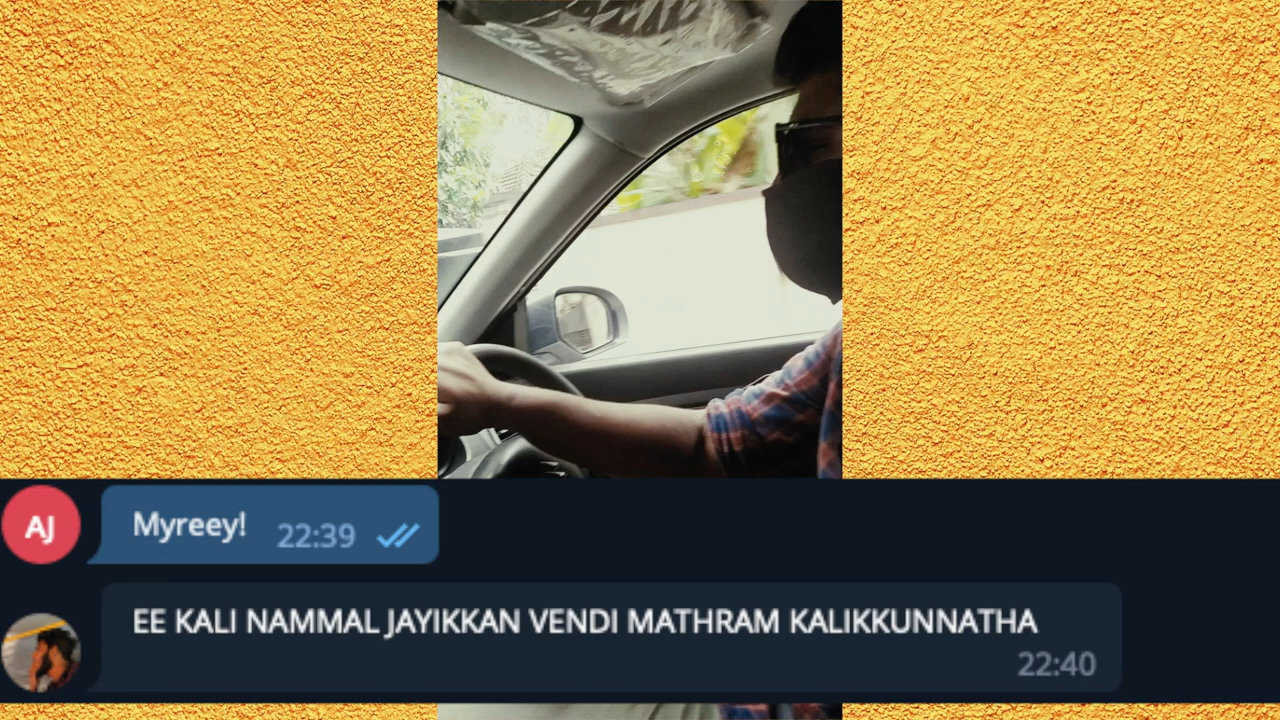 AJ
Myreey! 22:39
EE KALI NAMMAL JAYIKKAN VENDI MATHRAM KALIKKUNNATHA
22:40